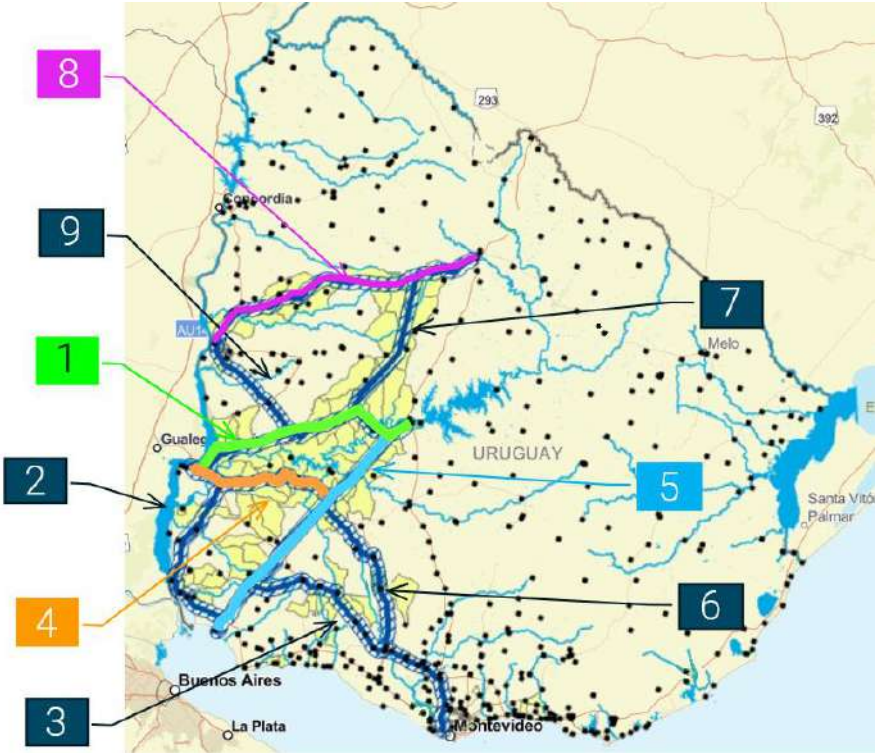 8
293
392
Concordia
9
7
AU14
Melo
1
Gualeg
E
URUGUAY
2
5
Santa Vitó
Palmar
4
6
Buenos Aires
3
La Plata
Montevideo